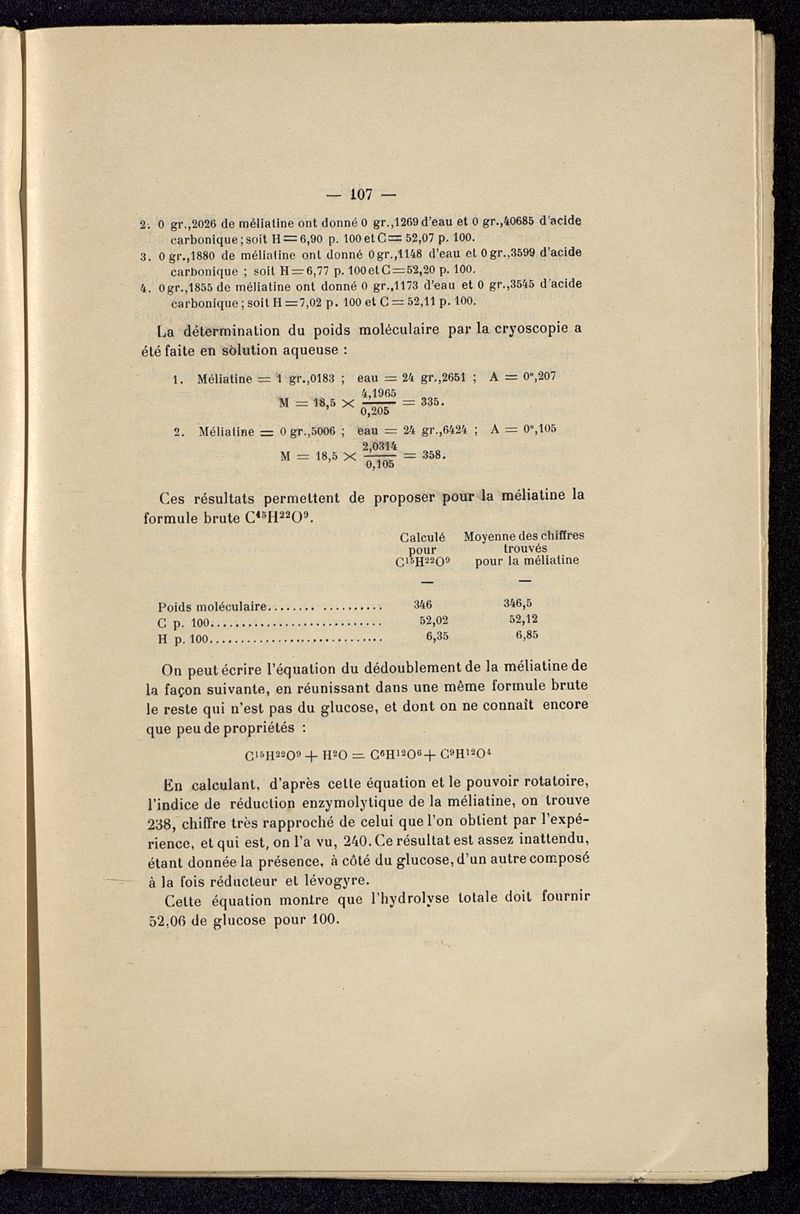 — 107 —
2. 0 gr.,2026 de méliatine ont donné 0 gr.,1269 d'eau et 0 gr.,40685 d'acide
carbonique; soit H = 6,90 p. 100 et C = 52,07 p. 100.
3. 0 gr.,1880 de méliatine ont donné 0 gr.,1148 d'eau et 0 gr.,3599 d'acide
carbonique ; soit H = 6,77 p. 100 et C = 52,20 p. 100.
4. 0 gr.,1855 de méliatine ont donné 0 gr.,1173 d'eau et 0 gr.,3545 d'acide
carbonique; soit H = 7,02 p. 100 et C = 52,11 p. 100.
La détermination du poids moléculaire par la cryoscopie a
été faite en solution aqueuse :
1. Méliatine = 1 gr.,0183 ; eau = 24 gr.,2651 ; A = 0°,207
M = 18,5 × 4,1965 / 0,205 = 335.
2. Méliatine = 0 gr.,5006 ; eau = 24 gr.,6424 ; A = 0°,105
M = 18,5 × 2,0314 / 0,105 = 358.
Ces résultats permettent de proposer pour la méliatine la
formule brute C¹⁵H²²O⁹.
Calculé Moyenne des chiffres
pour trouvés
C¹⁵H²²O⁹ pour la méliatine
— —
Poids moléculaire................... 346 346,5
C p. 100............................ 52,02 52,12
H p. 100............................ 6,35 6,85
On peut écrire l'équation du dédoublement de la méliatine de
la façon suivante, en réunissant dans une même formule brute
le reste qui n'est pas du glucose, et dont on ne connaît encore
que peu de propriétés :
C¹⁵H²²O⁹ + H²O = C⁶H¹²O⁶ + C⁹H¹²O⁴
En calculant, d'après cette équation et le pouvoir rotatoire,
l'indice de réduction enzymolytique de la méliatine, on trouve
238, chiffre très rapproché de celui que l'on obtient par l'expé-
rience, et qui est, on l'a vu, 240. Ce résultat est assez inattendu,
étant donnée la présence, à côté du glucose, d'un autre composé
à la fois réducteur et lévogyre.
Cette équation montre que l'hydrolyse totale doit fournir
52,06 de glucose pour 100.